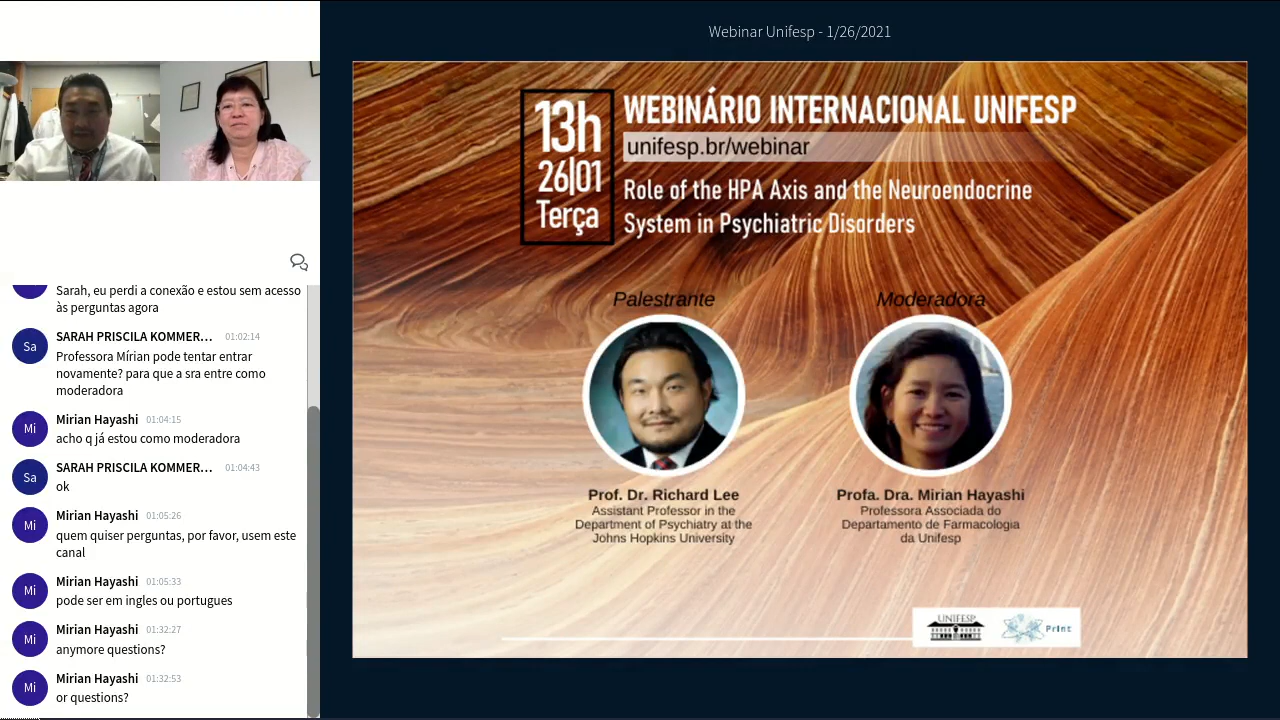 Webinar Unifesp - 1/26/2021
13h
26|01
Terça
WEBINÁRIO INTERNACIONAL UNIFESP
unifesp.br/webinar
Role of the HPA Axis and the Neuroendocrine
System in Psychiatric Disorders
Palestrante
Moderadora
Prof. Dr. Richard Lee
Assistant Professor in the
Department of Psychiatry at the
Johns Hopkins University
Profa. Dra. Mirian Hayashi
Professora Associada do
Departamento de Farmacologia
da Unifesp
UNIFESP
Print
Sarah, eu perdi a conexão e estou sem acesso
às perguntas agora
Sa
SARAH PRISCILA KOMMER... 01:02:14
Professora Mírian pode tentar entrar
novamente? para que a sra entre como
moderadora
Mi
Mirian Hayashi 01:04:15
acho q já estou como moderadora
Sa
SARAH PRISCILA KOMMER... 01:04:43
ok
Mi
Mirian Hayashi 01:05:26
quem quiser perguntas, por favor, usem este
canal
Mi
Mirian Hayashi 01:05:33
pode ser em ingles ou portugues
Mi
Mirian Hayashi 01:32:27
anymore questions?
Mi
Mirian Hayashi 01:32:53
or questions?